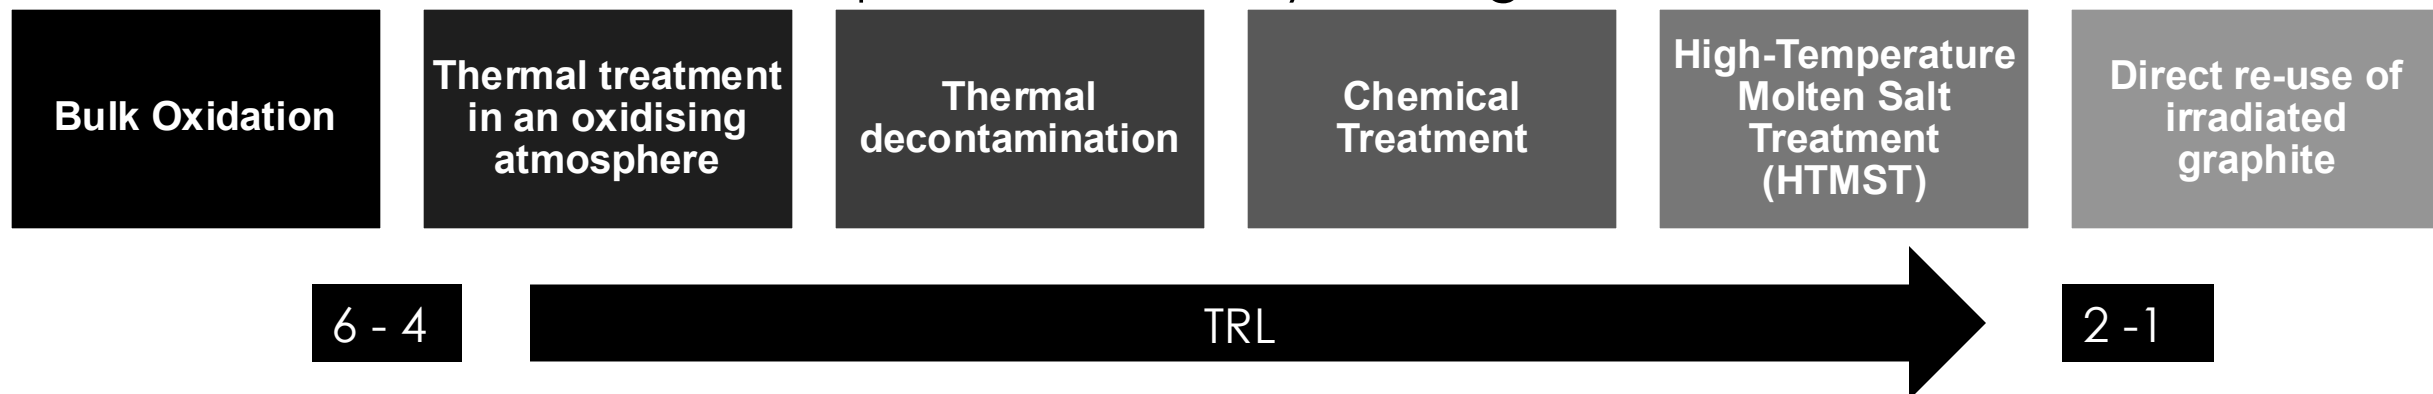 Bulk Oxidation
Thermal treatment
in an oxidising
atmosphere
Thermal
decontamination
Chemical
Treatment
High-Temperature
Molten Salt
Treatment
(HTMST)
Direct re-use of
irradiated
graphite
6 - 4
TRL
2 -1